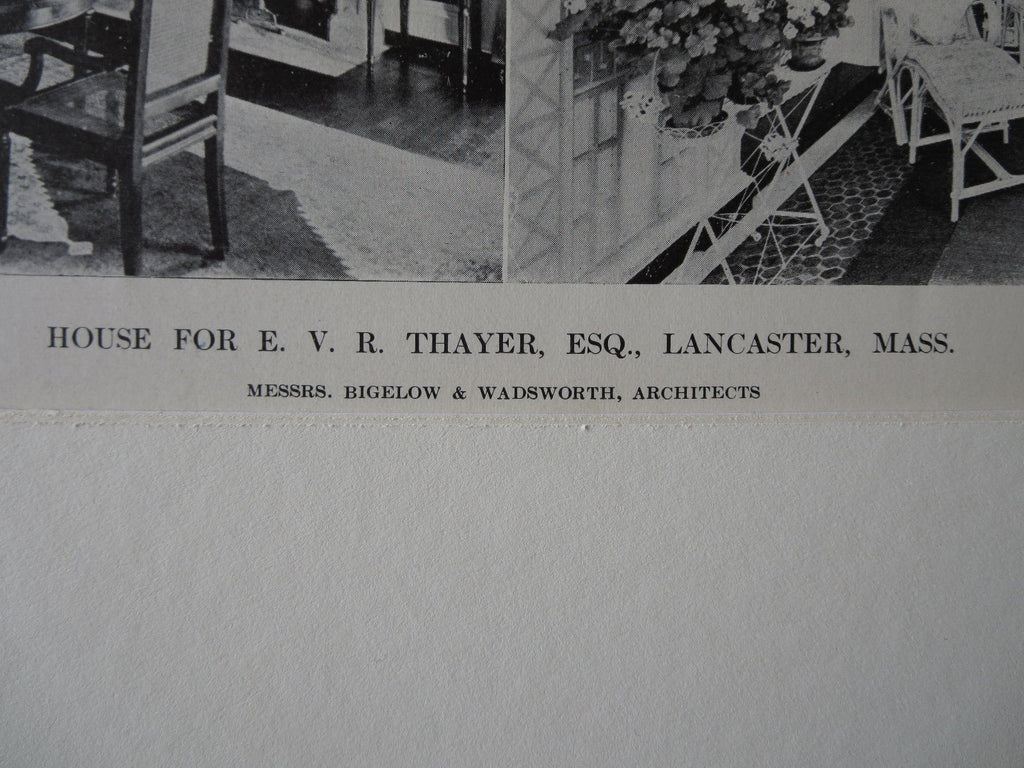 HOUSE FOR E. V. R. THAYER, ESQ., LANCASTER, MASS.
MESSRS. BIGELOW & WADSWORTH, ARCHITECTS